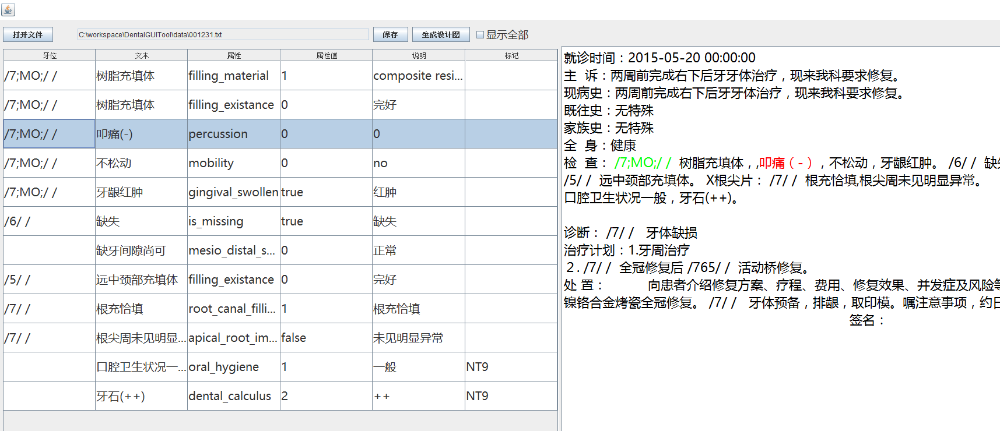 打开文件 C:\workspace\DentalGUITool\data\001231.txt 保存 生成设计图 显示全部
牙位 文本 属性 属性值 说明 标记
/7;MO;/ / 树脂充填体 filling_material 1 composite resi...
/7;MO;/ / 树脂充填体 filling_existance 0 完好
/7;MO;/ / 叩痛(-) percussion 0 0
/7;MO;/ / 不松动 mobility 0 no
/7;MO;/ / 牙龈红肿 gingival_swollen true 红肿
/6/ / 缺失 is_missing true 缺失
缺牙间隙尚可 mesio_distal_s... 0 正常
/5/ / 远中颈部充填体 filling_existance 0 完好
/7/ / 根充恰填 root_canal_filli... 1 根充恰填
/7/ / 根尖周未见明显... apical_root_im... false 未见明显异常
口腔卫生状况一... oral_hygiene 1 一般 NT9
牙石(++) dental_calculus 2 ++ NT9
就诊时间：2015-05-20 00:00:00
主 诉：两周前完成右下后牙牙体治疗，现来我科要求修复。
现病史：两周前完成右下后牙牙体治疗，现来我科要求修复。
既往史：无特殊
家族史：无特殊
全 身：健康
检 查： /7;MO;/ / 树脂充填体，,叩痛（-），不松动，牙龈红肿。 /6/ / 缺失
/5/ / 远中颈部充填体。 X根尖片： /7/ / 根充恰填,根尖周未见明显异常。
口腔卫生状况一般，牙石(++)。
诊断： /7/ / 牙体缺损
治疗计划：1.牙周治疗
２. /7/ / 全冠修复后 /765/ / 活动桥修复。
处 置： 向患者介绍修复方案、疗程、费用、修复效果、并发症及风险等
镍铬合金烤瓷全冠修复。 /7/ / 牙体预备，排龈，取印模。嘱注意事项，约日
签名：